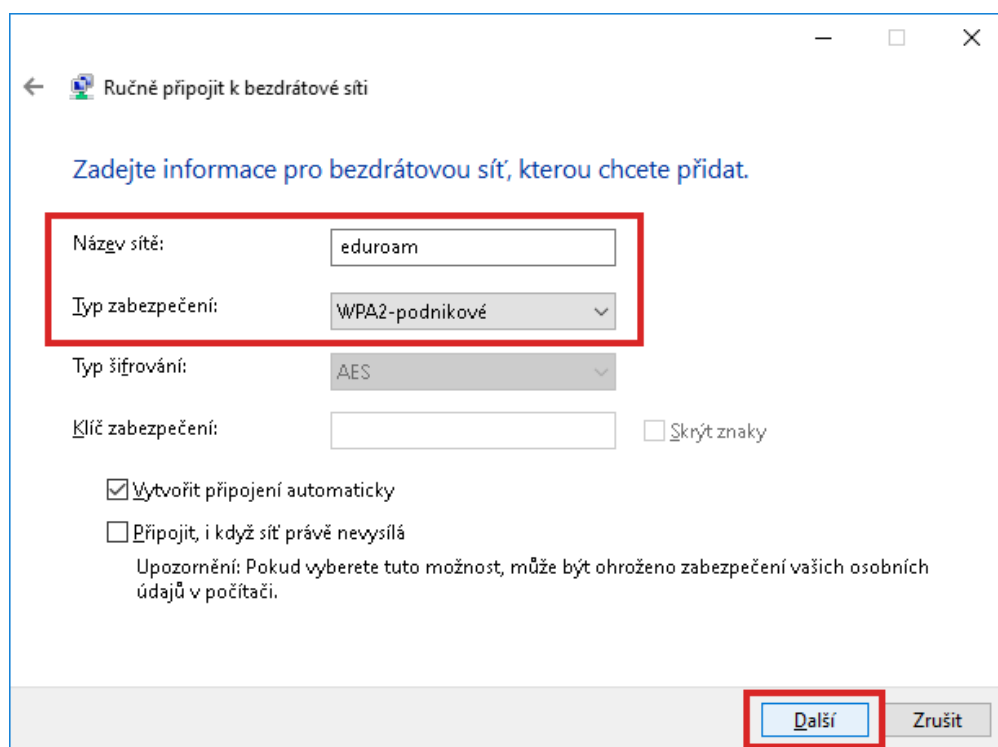 Ručně připojit k bezdrátové síti
Zadejte informace pro bezdrátovou síť, kterou chcete přidat.
Název sítě:
eduroam
Typ zabezpečení:
WPA2-podnikové
Typ šifrování:
AES
Klíč zabezpečení:
Skrýt znaky
Vytvořit připojení automaticky
Připojit, i když síť právě nevysílá
Upozornění: Pokud vyberete tuto možnost, může být ohroženo zabezpečení vašich osobních
údajů v počítači.
Další
Zrušit